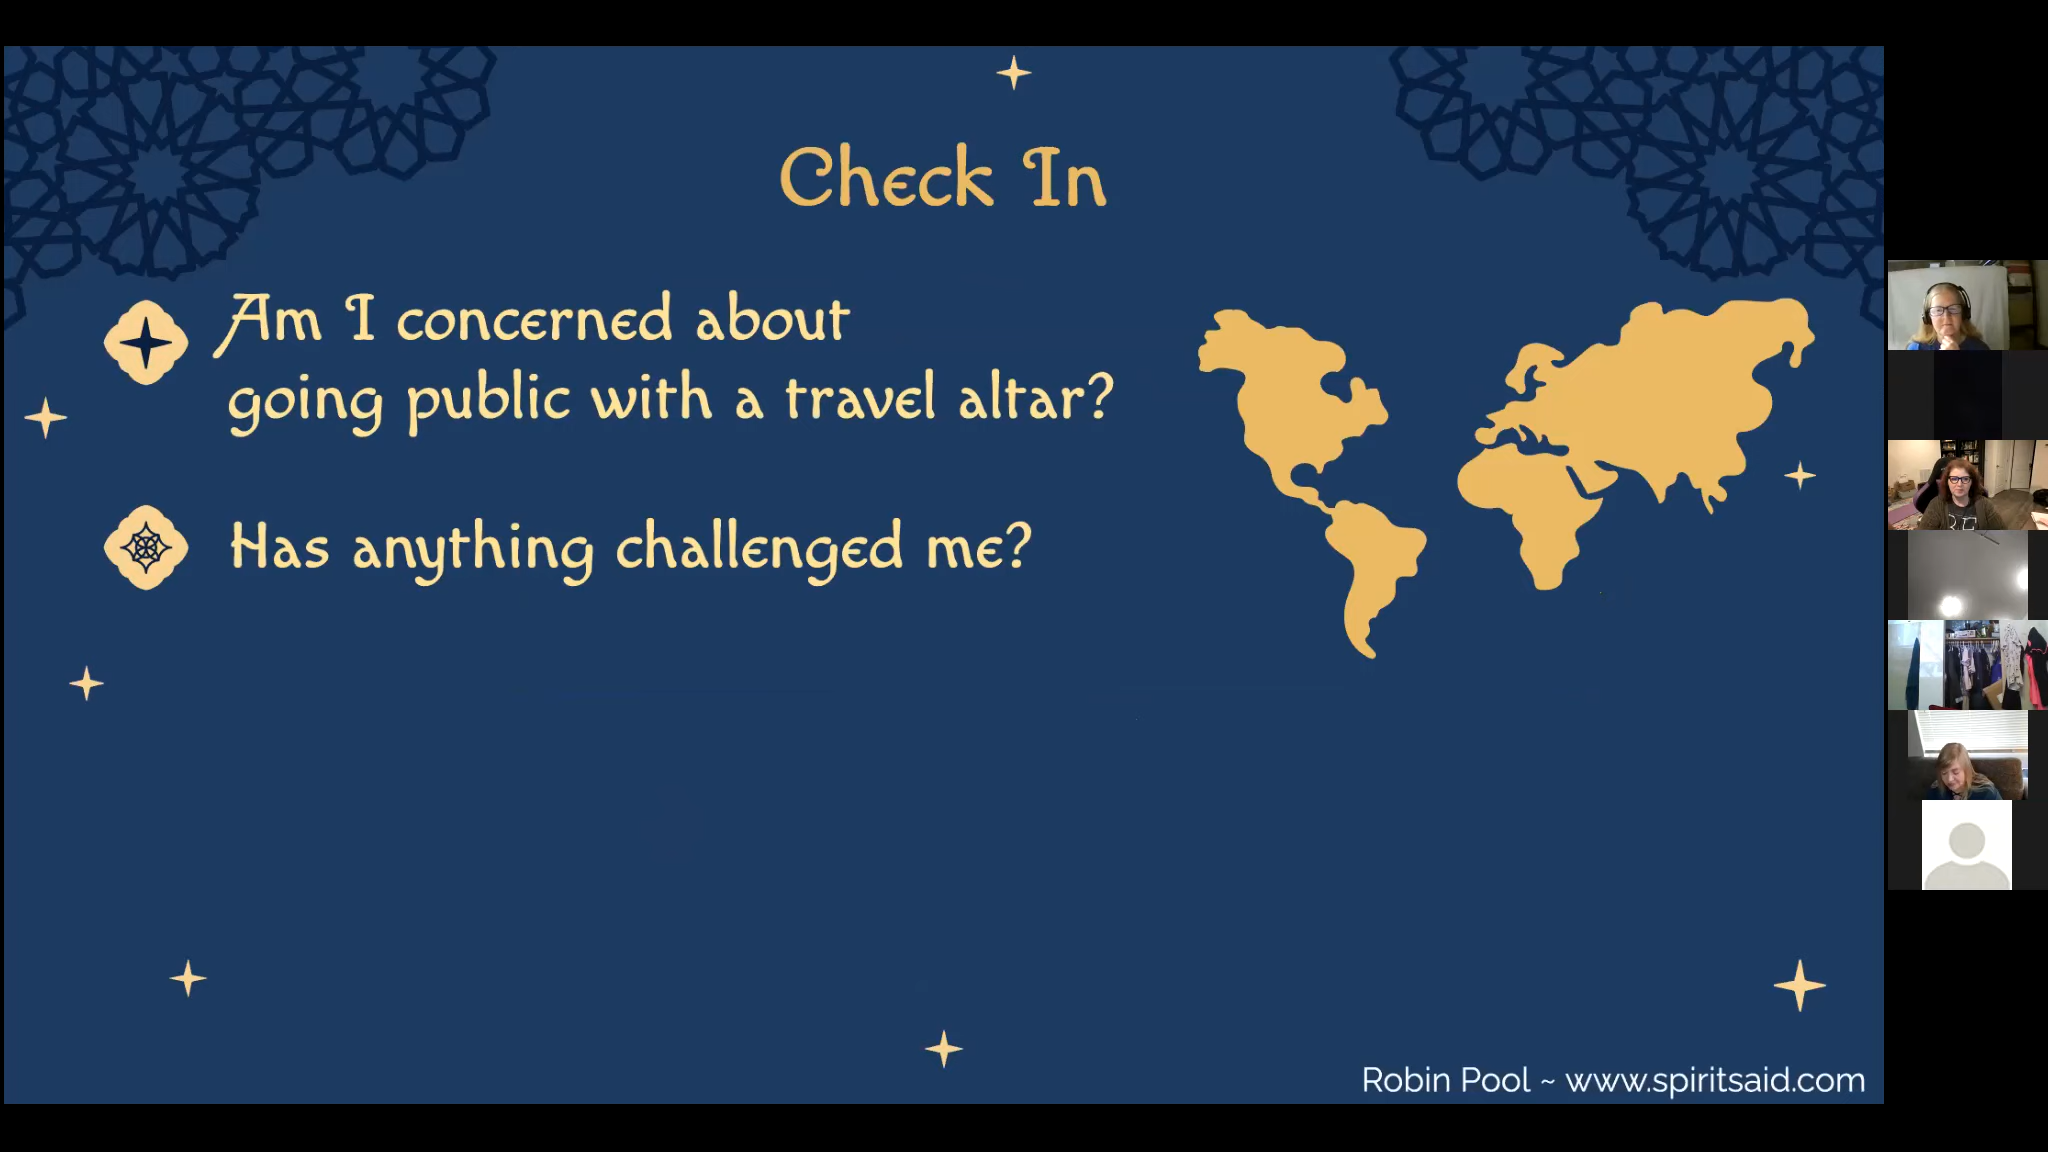 Check In
Am I concerned about
going public with a travel altar?
Has anything challenged me?
Robin Pool ~ www.spiritsaid.com